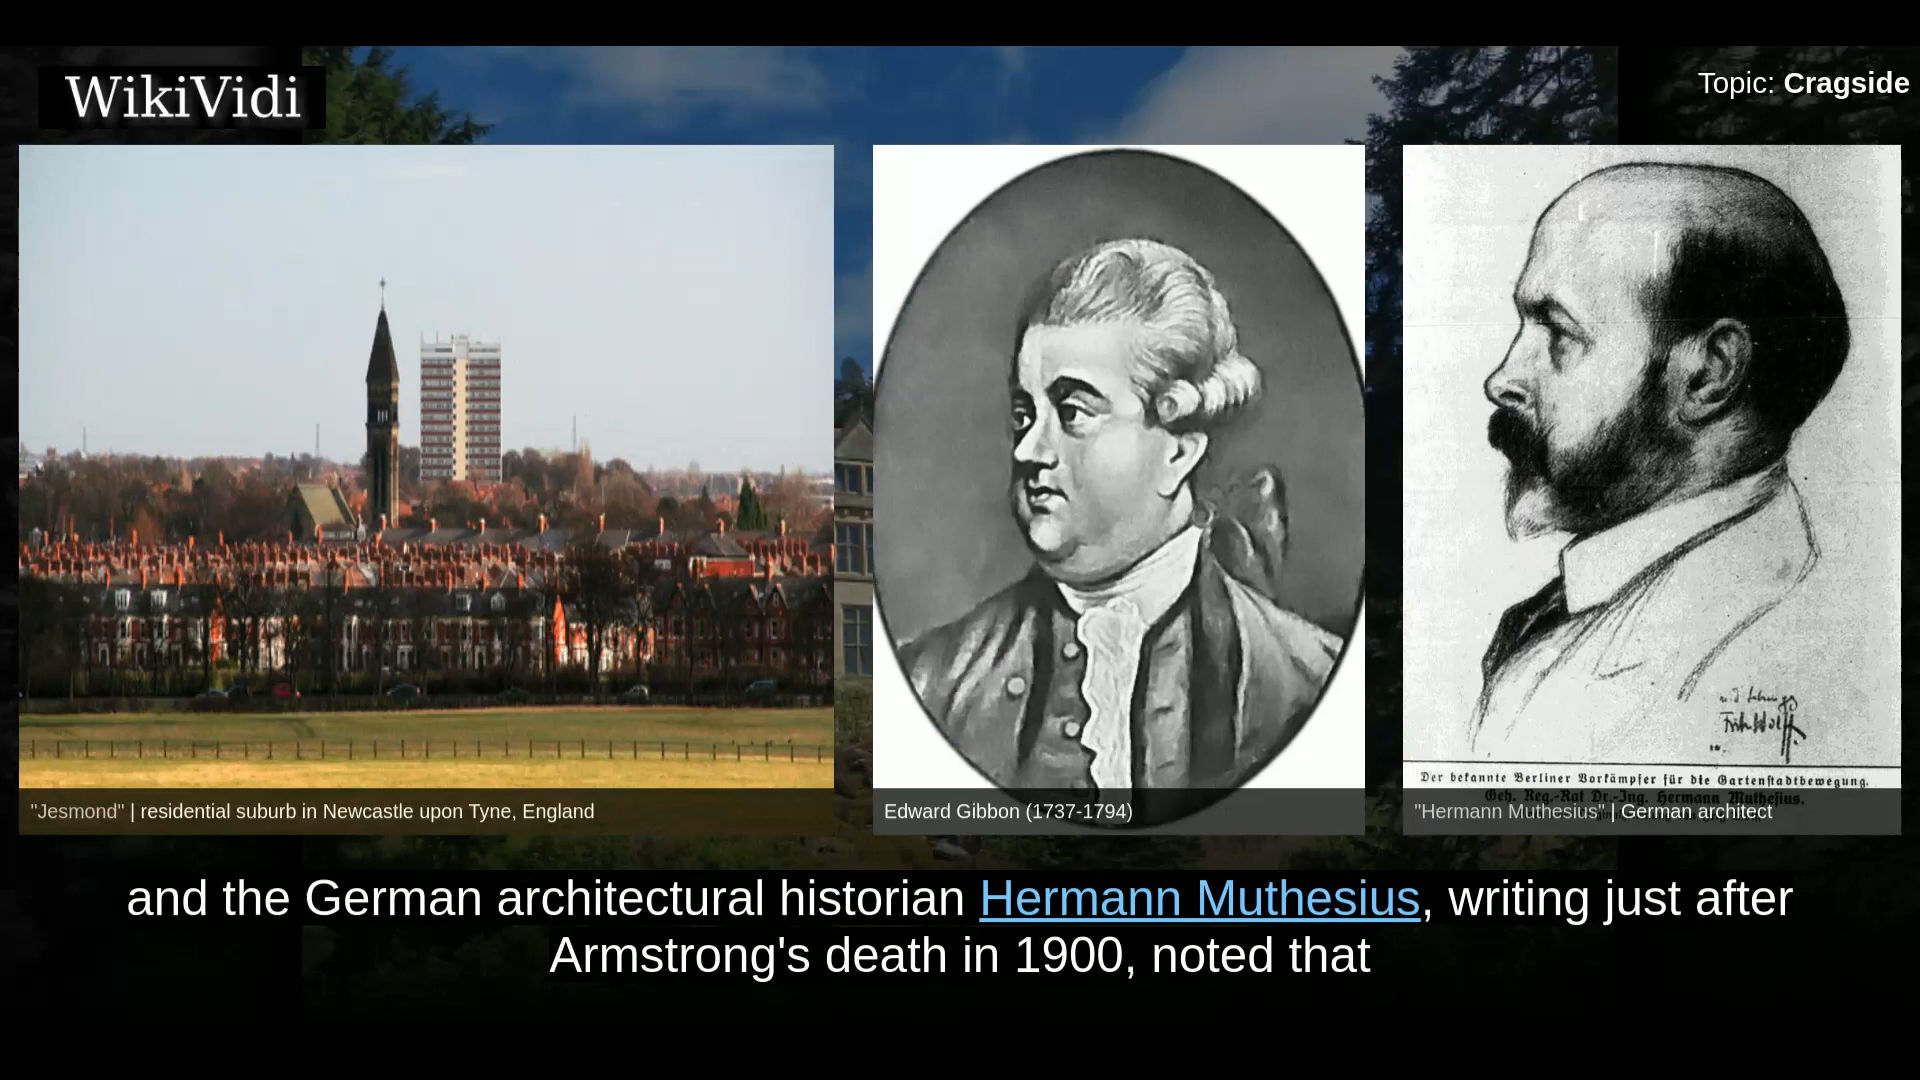 WikiVidi
Topic: Cragside
Fritz Wolff
Der bekannte Berliner Vorkämpfer für die Gartenstadtbewegung.
Geh. Reg.-Rat Dr.-Ing. Hermann Muthesius.
"Jesmond" | residential suburb in Newcastle upon Tyne, England
Edward Gibbon (1737-1794)
"Hermann Muthesius" | German architect
and the German architectural historian Hermann Muthesius, writing just after
Armstrong's death in 1900, noted that